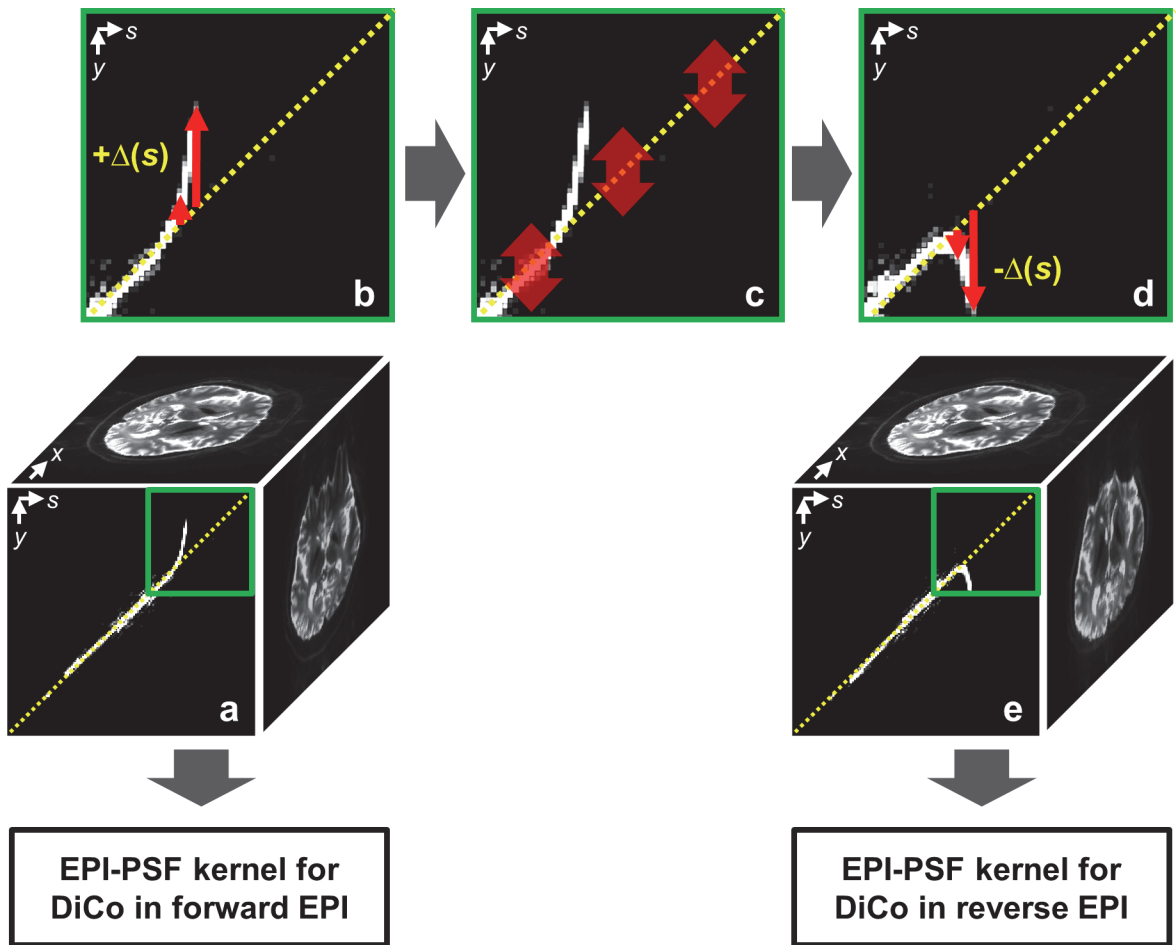 s
y
+Δ(s)
b
s
y
c
s
y
-Δ(s)
d
x
s
y
a
x
s
y
e
EPI-PSF kernel for
DiCo in forward EPI
EPI-PSF kernel for
DiCo in reverse EPI